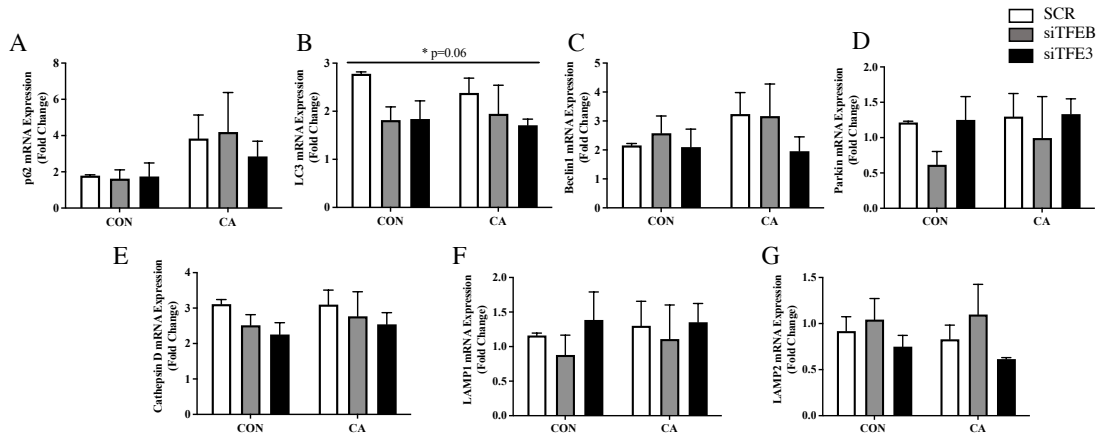 SCR
siTFEB
siTFE3
A
p62 mRNA Expression
(Fold Change)
8
6
4
2
0
CON
CA
B
* p=0.06
LC3 mRNA Expression
(Fold Change)
3
2
1
0
CON
CA
C
Beclin1 mRNA Expression
(Fold Change)
5
4
3
2
1
0
CON
CA
D
Parkin mRNA Expression
(Fold Change)
2.0
1.5
1.0
0.5
0.0
CON
CA
E
Cathepsin D mRNA Expression
(Fold Change)
4
3
2
1
0
CON
CA
F
LAMP1 mRNA Expression
(Fold Change)
2.0
1.5
1.0
0.5
0.0
CON
CA
G
LAMP2 mRNA Expression
(Fold Change)
1.5
1.0
0.5
0.0
CON
CA